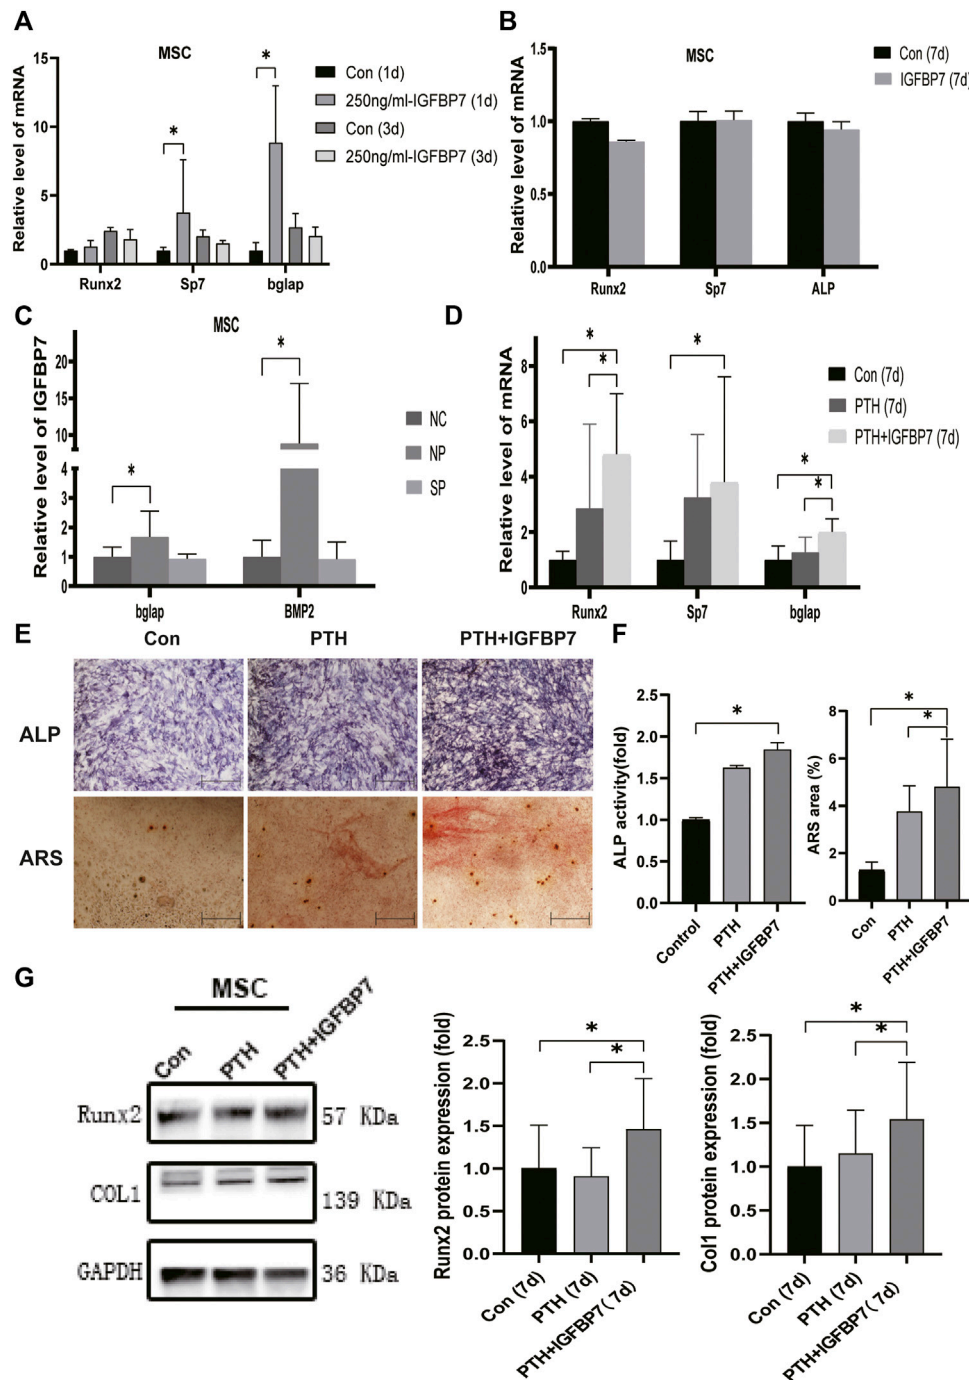 A
MSC
Relative level of mRNA
15
10
5
0
Runx2
Sp7
bglap
*
*
Con (1d)
250ng/ml-IGFBP7 (1d)
Con (3d)
250ng/ml-IGFBP7 (3d)
B
MSC
Relative level of mRNA
1.5
1.0
0.5
0.0
Runx2
Sp7
ALP
Con (7d)
IGFBP7 (7d)
C
MSC
Relative level of IGFBP7
20
15
10
4
2
1
0
bglap
BMP2
*
*
NC
NP
SP
D
Relative level of mRNA
8
6
4
2
0
Runx2
Sp7
bglap
*
*
*
*
*
Con (7d)
PTH (7d)
PTH+IGFBP7 (7d)
E
Con
PTH
PTH+IGFBP7
ALP
ARS
F
ALP activity(fold)
2.5
2.0
1.5
1.0
0.5
0.0
Control
PTH
PTH+IGFBP7
*
ARS area (%)
8
6
4
2
0
Con
PTH
PTH+IGFBP7
*
*
G
MSC
Con
PTH
PTH+IGFBP7
Runx2
57 KDa
COL1
139 KDa
GAPDH
36 KDa
Runx2 protein expression (fold)
2.5
2.0
1.5
1.0
0.5
0.0
Con (7d)
PTH (7d)
PTH+IGFBP7( 7d)
*
*
Col1 protein expression (fold)
2.5
2.0
1.5
1.0
0.5
0.0
Con (7d)
PTH (7d)
PTH+IGFBP7( 7d)
*
*